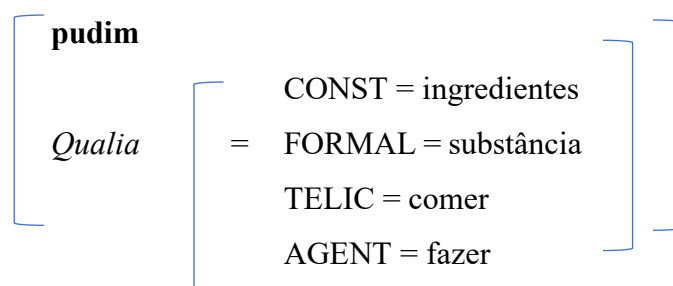 pudim
CONST = ingredientes
Qualia = FORMAL = substância
TELIC = comer
AGENT = fazer